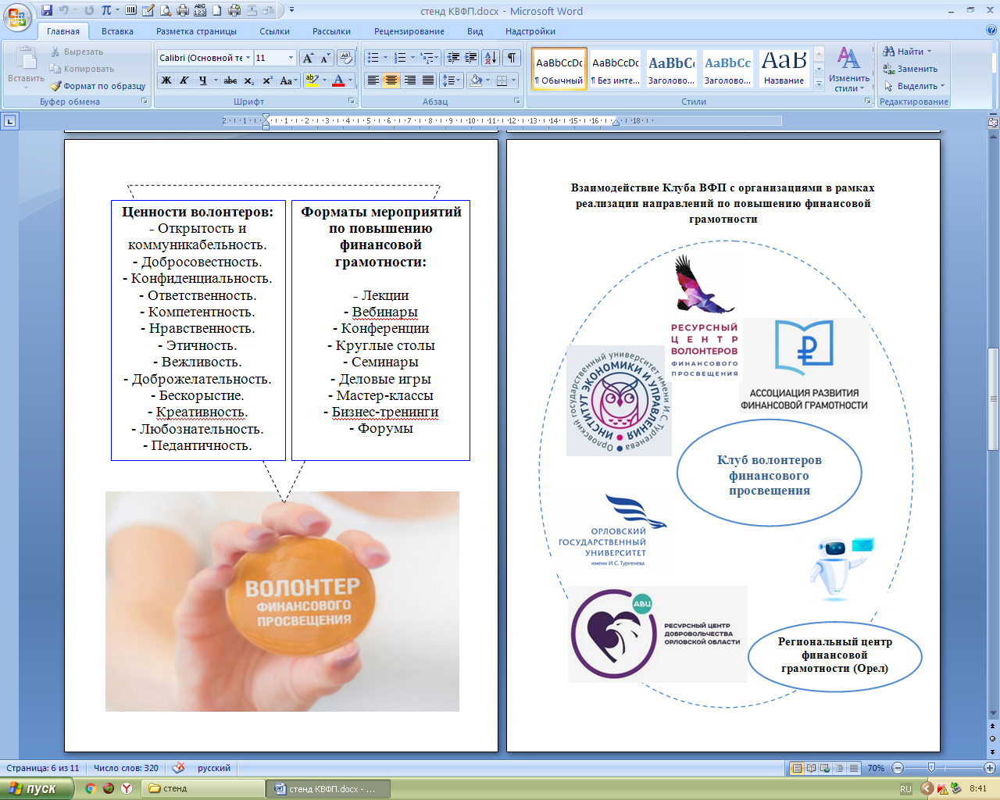 стенд КВФП.docx - Microsoft Word
Главная
Вставка
Разметка страницы
Ссылки
Рассылки
Рецензирование
Вид
Надстройки
Вставить
Вырезать
Копировать
Формат по образцу
Буфер обмена
Calibri (Основной те
11
Шрифт
Абзац
AaBbCcDc
¶ Обычный
AaBbCcDc
¶ Без инте...
AaBbC
Заголово...
AaBbCc
Заголово...
AaB
Название
Изменить
стили
Стили
Найти
Заменить
Выделить
Редактирование
Ценности волонтеров:
- Открытость и
коммуникабельность.
- Добросовестность.
- Конфиденциальность.
- Ответственность.
- Компетентность.
- Нравственность.
- Этичность.
- Вежливость.
- Доброжелательность.
- Бескорыстие.
- Креативность.
- Любознательность.
- Педантичность.
Форматы мероприятий
по повышению
финансовой
грамотности:
- Лекции
- Вебинары
- Конференции
- Круглые столы
- Семинары
- Деловые игры
- Мастер-классы
- Бизнес-тренинги
- Форумы
ВОЛОНТЕР
ФИНАНСОВОГО
ПРОСВЕЩЕНИЯ
Взаимодействие Клуба ВФП с организациями в рамках
реализации направлений по повышению финансовой
грамотности
РЕСУРСНЫЙ
ЦЕНТР
ВОЛОНТЕРОВ
ФИНАНСОВОГО
ПРОСВЕЩЕНИЯ
АССОЦИАЦИЯ РАЗВИТИЯ
ФИНАНСОВОЙ ГРАМОТНОСТИ
Орловский государственный университет имени И.С. Тургенева
ИНСТИТУТ ЭКОНОМИКИ И УПРАВЛЕНИЯ
Клуб волонтеров
финансового
просвещения
ОРЛОВСКИЙ
ГОСУДАРСТВЕННЫЙ
УНИВЕРСИТЕТ
имени И.С. Тургенева
АВЦ
РЕСУРСНЫЙ ЦЕНТР
ДОБРОВОЛЬЧЕСТВА
ОРЛОВСКОЙ ОБЛАСТИ
Региональный центр
финансовой
грамотности (Орел)
Страница: 6 из 11
Число слов: 320
русский
70%
пуск
стенд
стенд КВФП.docx - ...
RU
8:41